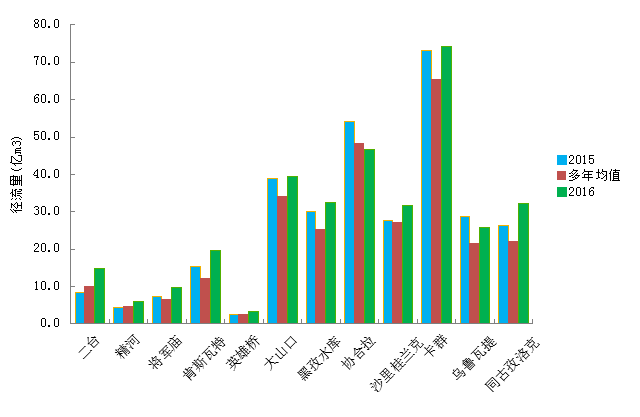 80.0
70.0
60.0
50.0
40.0
30.0
20.0
10.0
0.0
径流里(亿m3)
二台
精河
将军庙
肯斯瓦特
英雄桥
大山口
黑孜水库
协合拉
沙里桂兰克
卡群
乌鲁瓦提
同古孜洛克
2015
多年均值
2016